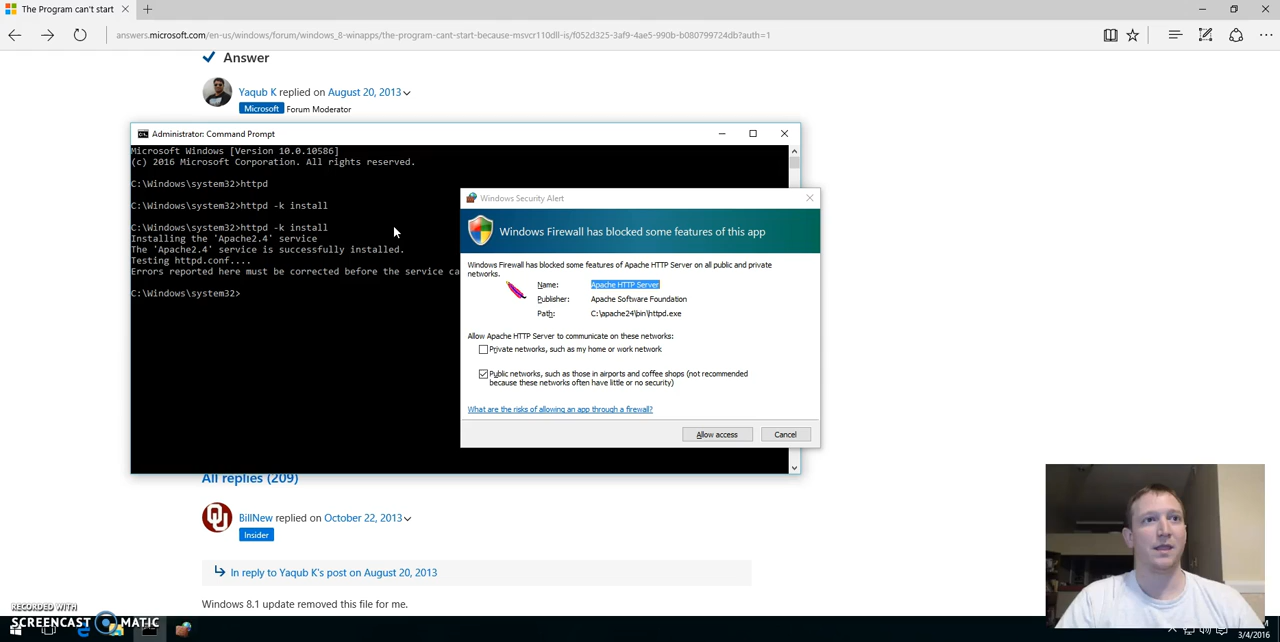 The Program can't start
answers.microsoft.com/en-us/windows/forum/windows_8-winapps/the-program-cant-start-because-msvcr110dll-is/f052d325-3af9-4ae5-990b-b080799724db?auth=1
Answer
Yaqub K replied on August 20, 2013
Microsoft Forum Moderator
Administrator: Command Prompt
Microsoft Windows [Version 10.0.10586]
(c) 2016 Microsoft Corporation. All rights reserved.
C:\Windows\system32>httpd
C:\Windows\system32>httpd -k install
C:\Windows\system32>httpd -k install
Installing the 'Apache2.4' service
The 'Apache2.4' service is successfully installed.
Testing httpd.conf....
Errors reported here must be corrected before the service ca
C:\Windows\system32>
Windows Security Alert
Windows Firewall has blocked some features of this app
Windows Firewall has blocked some features of Apache HTTP Server on all public and private
networks.
Name: Apache HTTP Server
Publisher: Apache Software Foundation
Path: C:\apache24\bin\httpd.exe
Allow Apache HTTP Server to communicate on these networks:
Private networks, such as my home or work network
Public networks, such as those in airports and coffee shops (not recommended
because these networks often have little or no security)
What are the risks of allowing an app through a firewall?
Allow access
Cancel
All replies (209)
BillNew replied on October 22, 2013
Insider
In reply to Yaqub K's post on August 20, 2013
Windows 8.1 update removed this file for me.
RECORDED WITH
SCREENCAST MATIC
3/4/2016